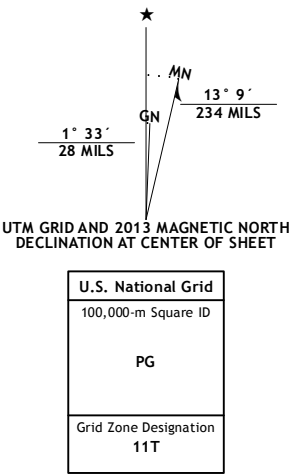 ★
MN
GN
13° 9´
234 MILS
1° 33´
28 MILS
UTM GRID AND 2013 MAGNETIC NORTH
DECLINATION AT CENTER OF SHEET
U.S. National Grid
100,000-m Square ID
PG
Grid Zone Designation
11T